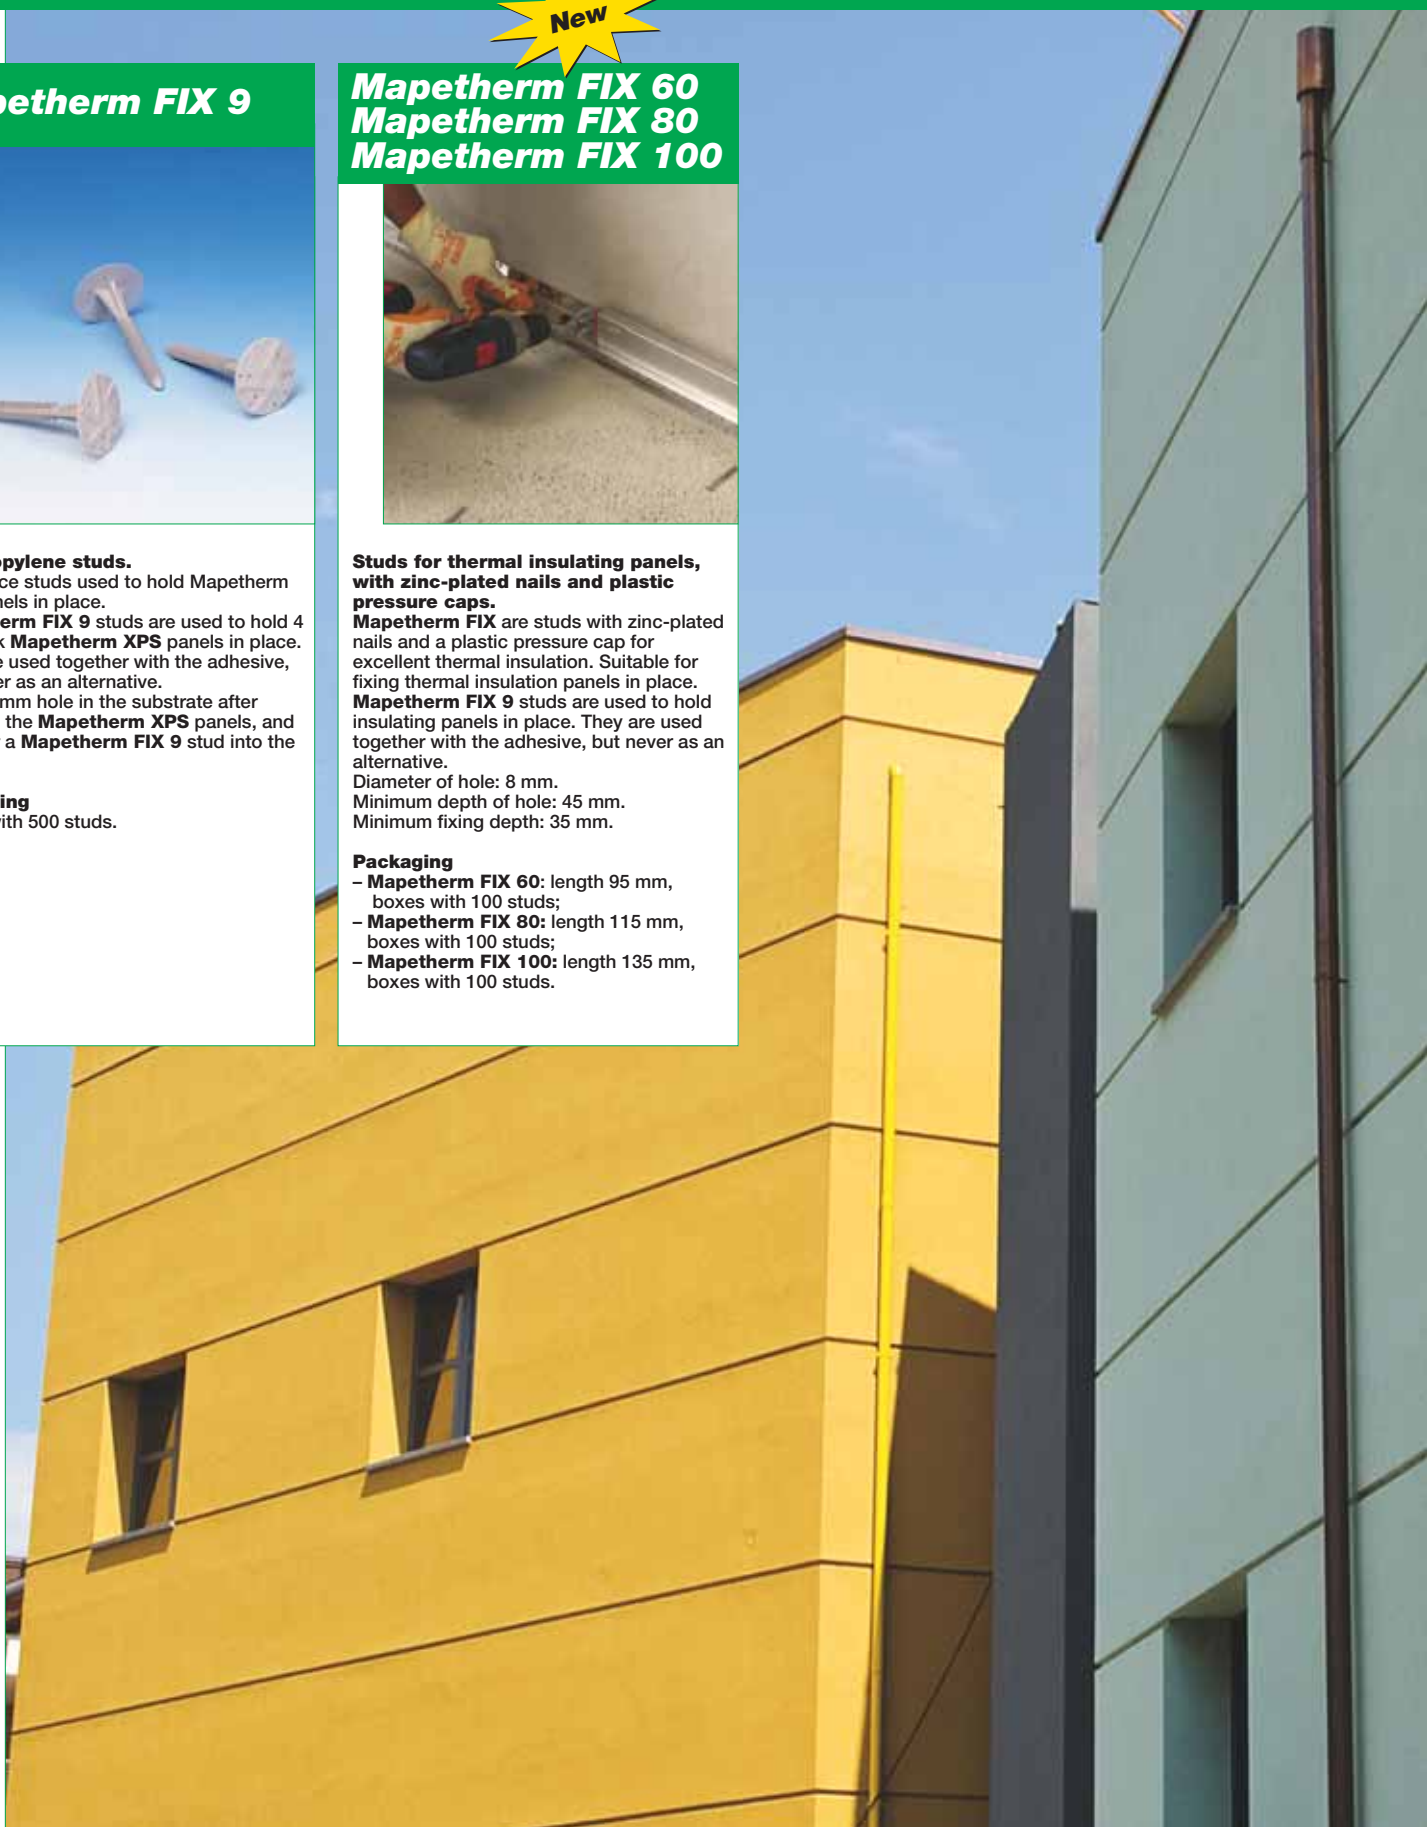 New
petherm FIX 9
opylene studs.
ce studs used to hold Mapetherm
nels in place.
erm FIX 9 studs are used to hold 4
k Mapetherm XPS panels in place.
e used together with the adhesive,
er as an alternative.
mm hole in the substrate after
the Mapetherm XPS panels, and
a Mapetherm FIX 9 stud into the
ing
vith 500 studs.
Mapetherm FIX 60
Mapetherm FIX 80
Mapetherm FIX 100
Studs for thermal insulating panels,
with zinc-plated nails and plastic
pressure caps.
Mapetherm FIX are studs with zinc-plated
nails and a plastic pressure cap for
excellent thermal insulation. Suitable for
fixing thermal insulation panels in place.
Mapetherm FIX 9 studs are used to hold
insulating panels in place. They are used
together with the adhesive, but never as an
alternative.
Diameter of hole: 8 mm.
Minimum depth of hole: 45 mm.
Minimum fixing depth: 35 mm.
Packaging
– Mapetherm FIX 60: length 95 mm,
boxes with 100 studs;
– Mapetherm FIX 80: length 115 mm,
boxes with 100 studs;
– Mapetherm FIX 100: length 135 mm,
boxes with 100 studs.